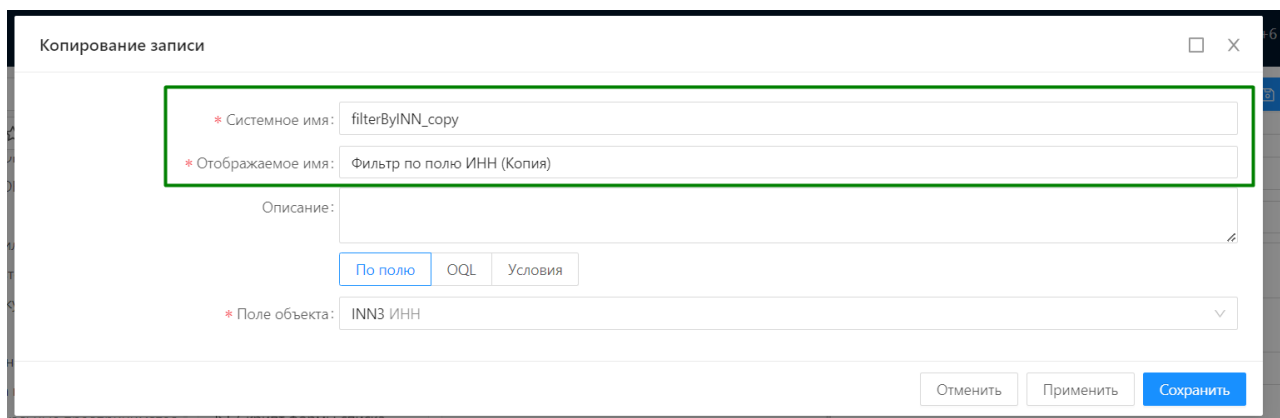 Копирование записи
+6
* Системное имя: filterByINN_copy
* Отображаемое имя: Фильтр по полю ИНН (Копия)
Описание:
По полю OQL Условия
* Поле объекта: INN3 ИНН
Отменить Применить Сохранить